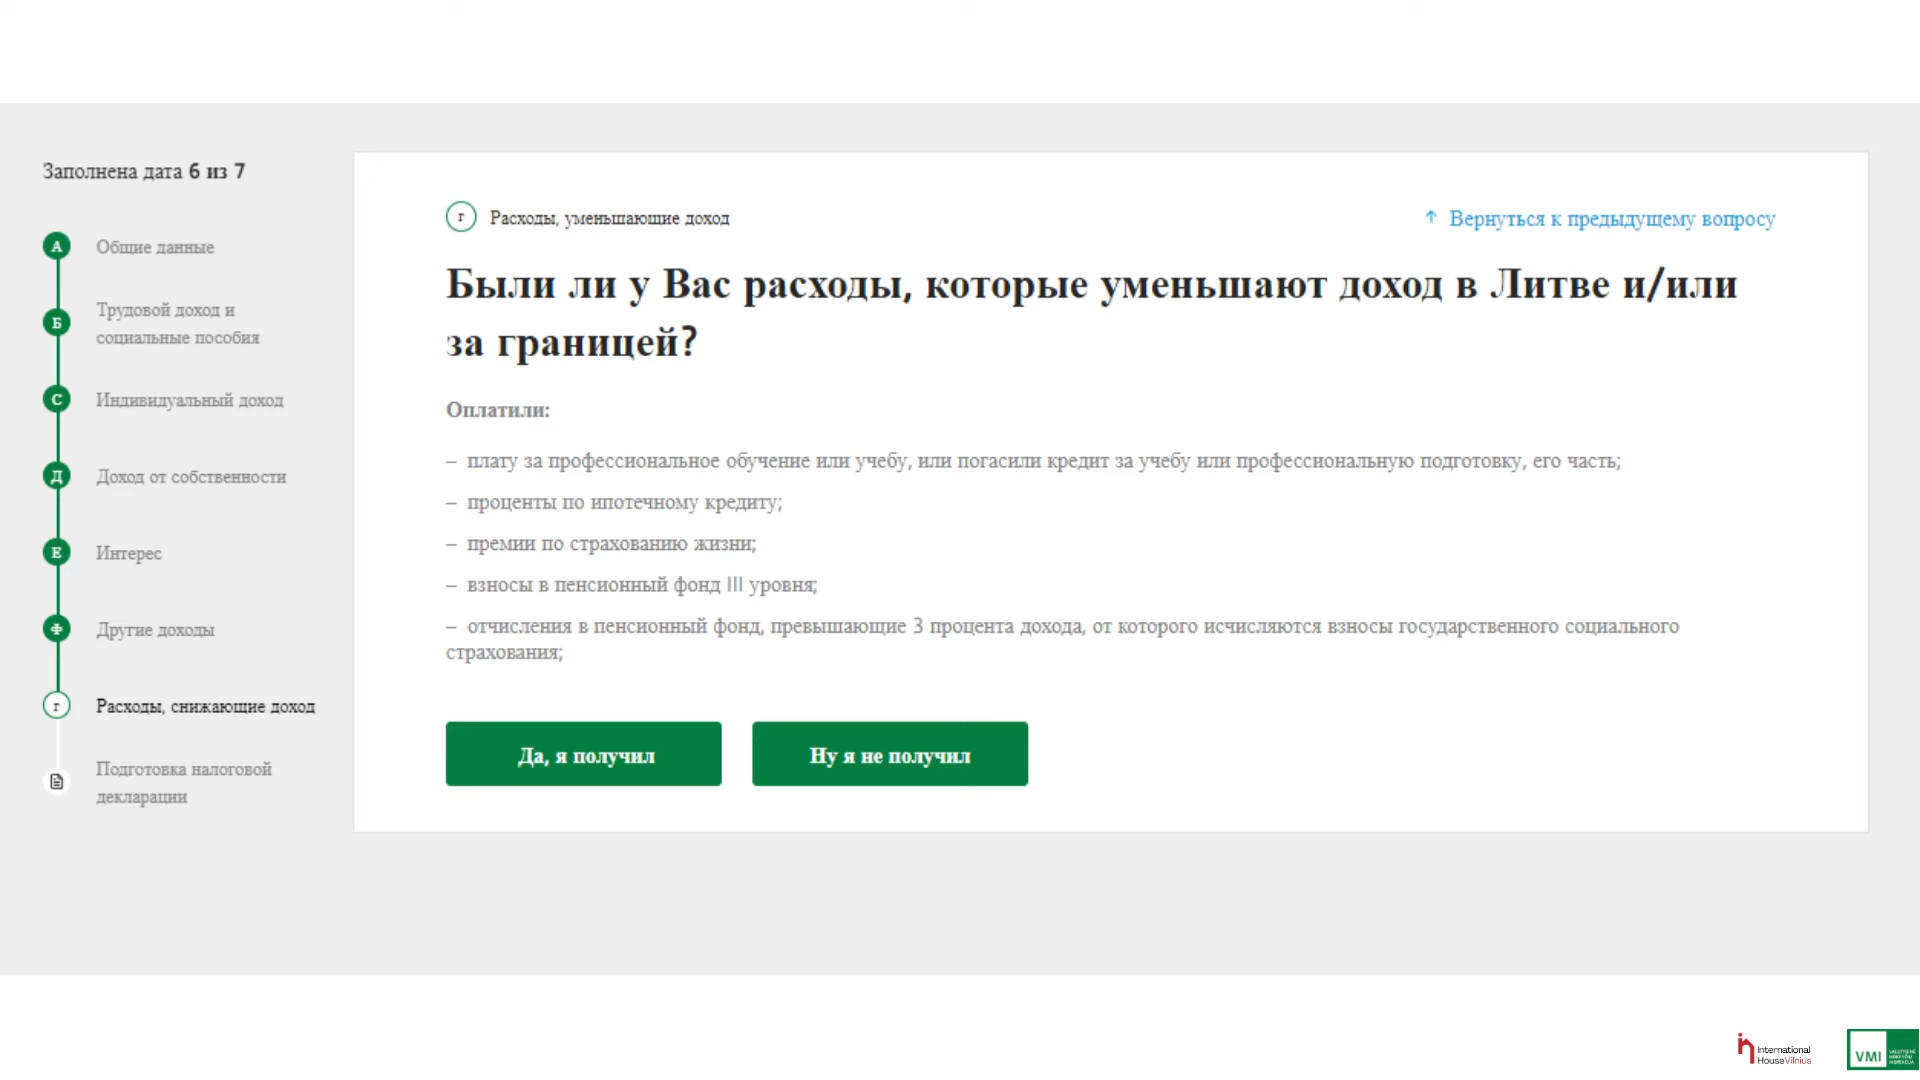 Заполнена дата 6 из 7
А Общие данные
Б Трудовой доход и
социальные пособия
С Индивидуальный доход
Д Доход от собственности
Е Интерес
Ф Другие доходы
г Расходы, снижающие доход
Подготовка налоговой
декларации
г Расходы, уменьшающие доход
↑ Вернуться к предыдущему вопросу
Были ли у Вас расходы, которые уменьшают доход в Литве и/или
за границей?
Оплатили:
– плату за профессиональное обучение или учебу, или погасили кредит за учебу или профессиональную подготовку, его часть;
– проценты по ипотечному кредиту;
– премии по страхованию жизни;
– взносы в пенсионный фонд III уровня;
– отчисления в пенсионный фонд, превышающие 3 процента дохода, от которого исчисляются взносы государственного социального
страхования;
Да, я получил
Ну я не получил
International
HouseVilnius
VMI